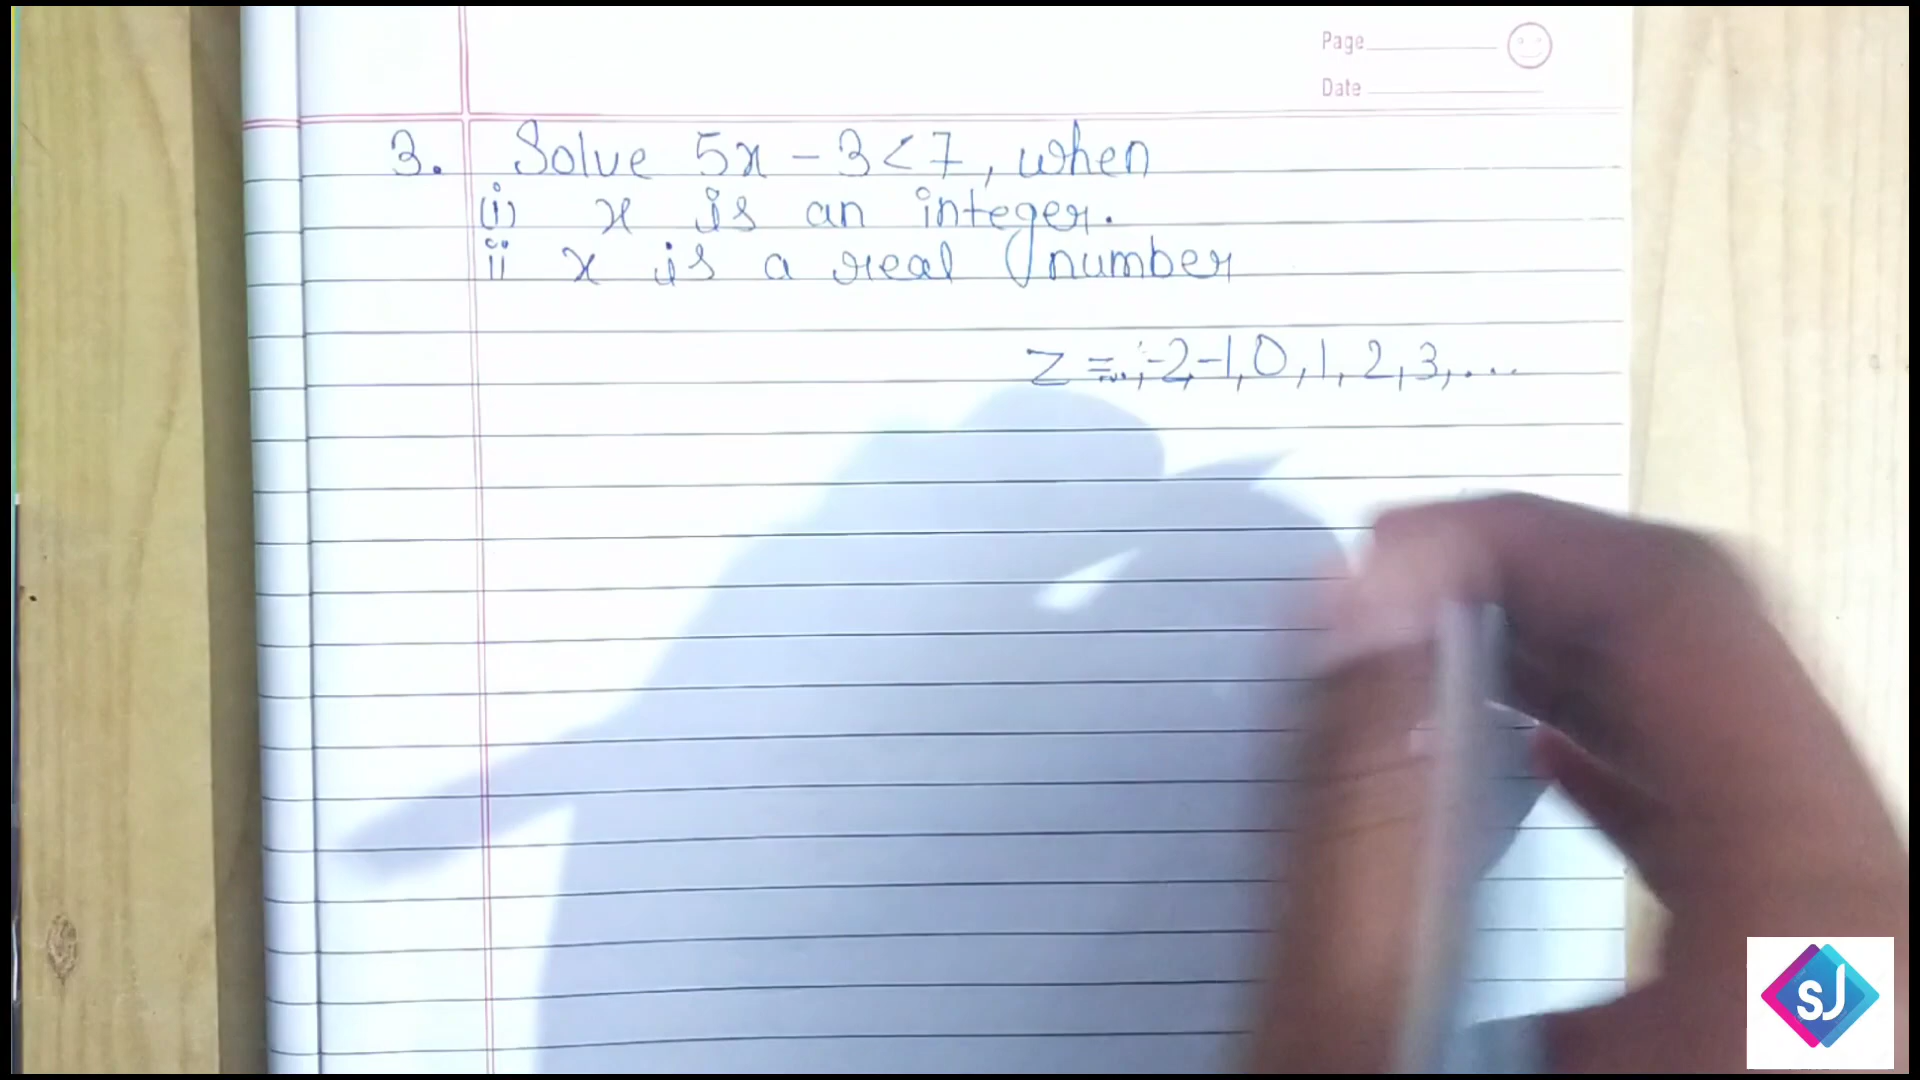 Page
Date
3. Solve 5x - 3 < 7, when
(i) x is an integer.
ii x is a real number
Z = ..., -2, -1, 0, 1, 2, 3, ...
SJ